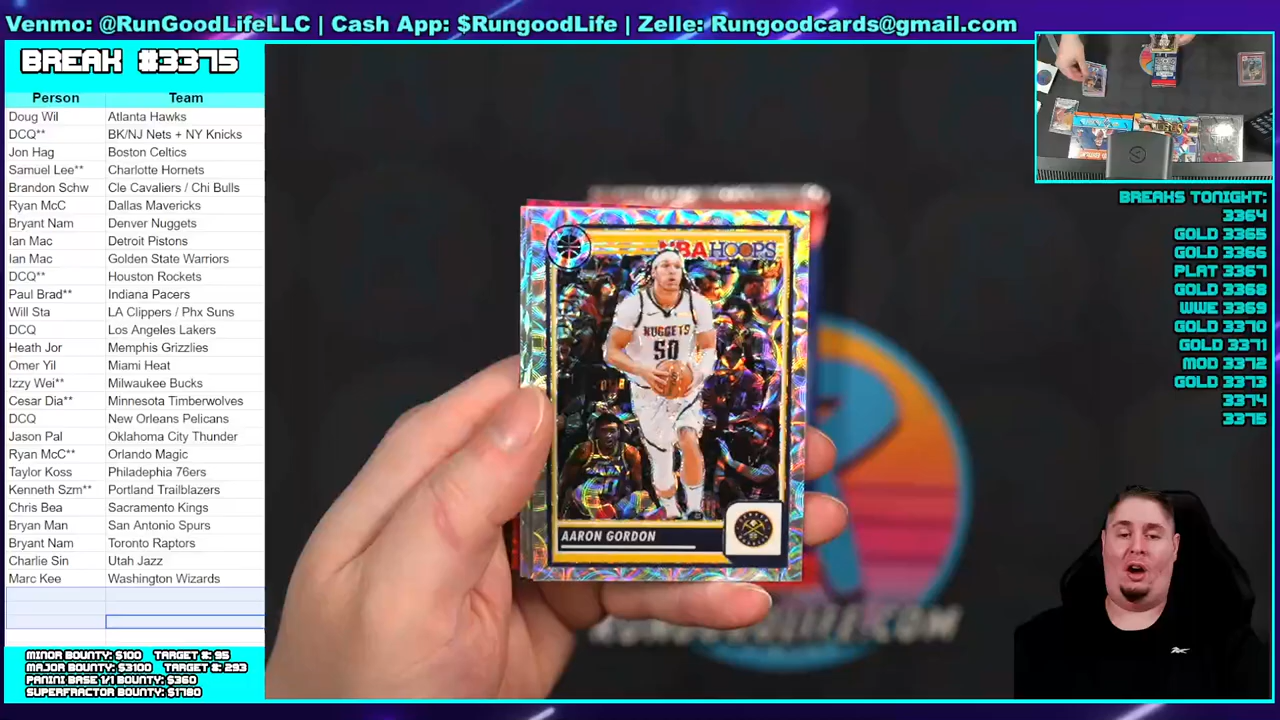 Venmo: @RunGoodLifeLLC | Cash App: $RungoodLife | Zelle: Rungoodcards@gmail.com
BREAK #3375
Person Team
Doug Wil Atlanta Hawks
DCQ** BK/NJ Nets + NY Knicks
Jon Hag Boston Celtics
Samuel Lee** Charlotte Hornets
Brandon Schw Cle Cavaliers / Chi Bulls
Ryan McC Dallas Mavericks
Bryant Nam Denver Nuggets
Ian Mac Detroit Pistons
Ian Mac Golden State Warriors
DCQ** Houston Rockets
Paul Brad** Indiana Pacers
Will Sta LA Clippers / Phx Suns
DCQ Los Angeles Lakers
Heath Jor Memphis Grizzlies
Omer Yil Miami Heat
Izzy Wei** Milwaukee Bucks
Cesar Dia** Minnesota Timberwolves
DCQ New Orleans Pelicans
Jason Pal Oklahoma City Thunder
Ryan McC** Orlando Magic
Taylor Koss Philadephia 76ers
Kenneth Szm** Portland Trailblazers
Chris Bea Sacramento Kings
Bryan Man San Antonio Spurs
Bryant Nam Toronto Raptors
Charlie Sin Utah Jazz
Marc Kee Washington Wizards
MINOR BOUNTY: $100 TARGET #: 95
MAJOR BOUNTY: $3100 TARGET #: 293
PANINI BASE 1/1 BOUNTY: $360
SUPERFRACTOR BOUNTY: $1780
NBA HOOPS
NUGGETS
50
AARON GORDON
BREAKS TONIGHT:
3364
GOLD 3365
GOLD 3366
PLAT 3367
GOLD 3368
WWE 3369
GOLD 3370
GOLD 3371
MOD 3372
GOLD 3373
3374
3375